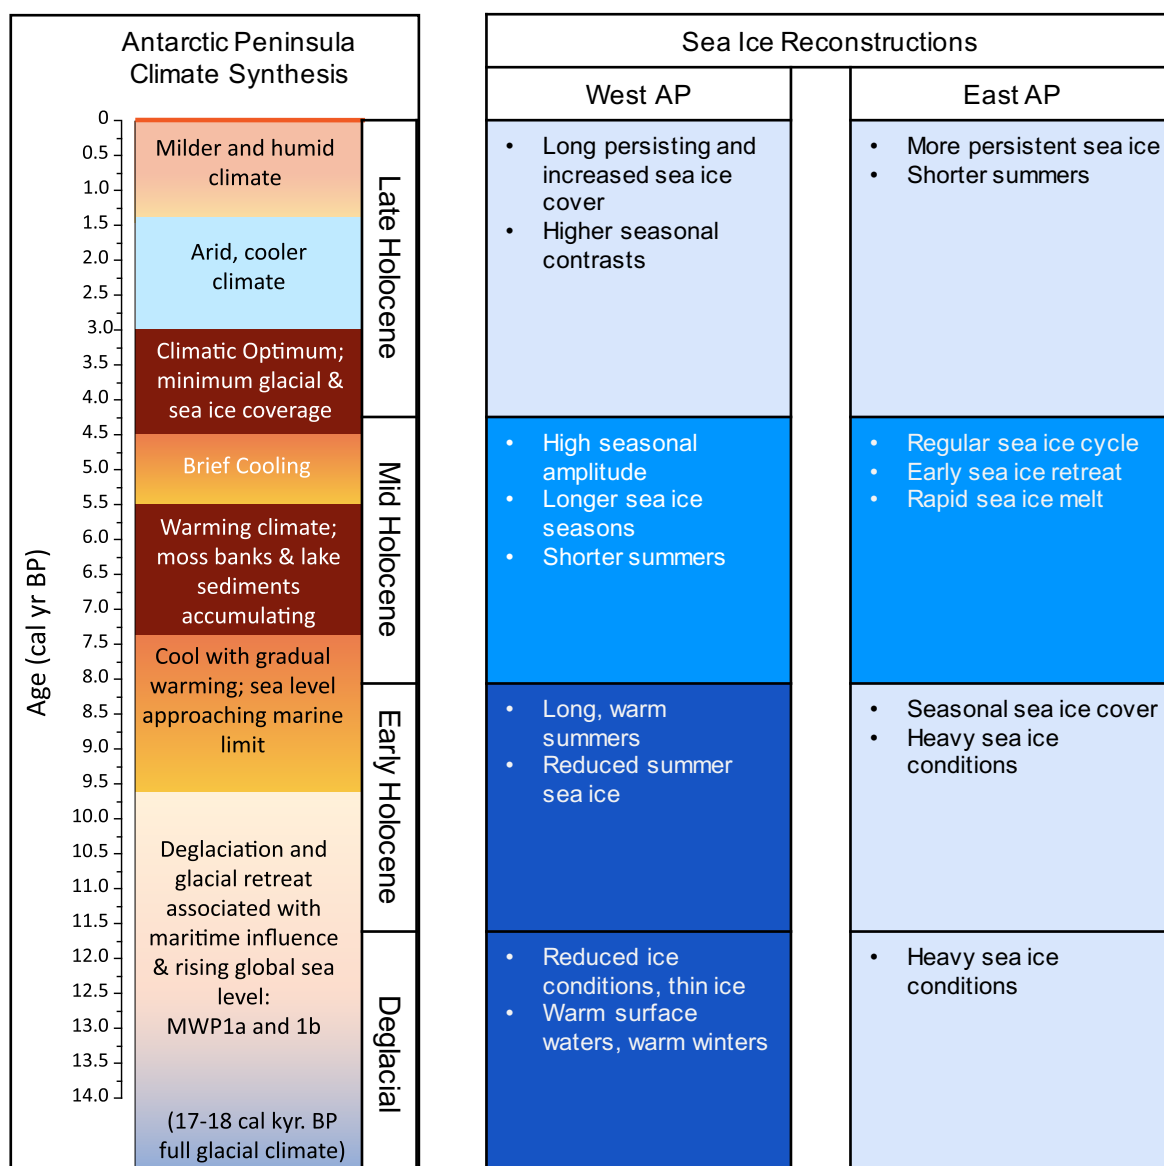 Antarctic Peninsula
Climate Synthesis
Age (cal yr BP)
0
0.5
1.0
1.5
2.0
2.5
3.0
3.5
4.0
4.5
5.0
5.5
6.0
6.5
7.0
7.5
8.0
8.5
9.0
9.5
10.0
10.5
11.0
11.5
12.0
12.5
13.0
13.5
14.0
Milder and humid
climate
Arid, cooler
climate
Climatic Optimum;
minimum glacial &
sea ice coverage
Brief Cooling
Warming climate;
moss banks & lake
sediments
accumulating
Cool with gradual
warming; sea level
approaching marine
limit
Deglaciation and
glacial retreat
associated with
maritime influence
& rising global sea
level:
MWP1a and 1b
(17-18 cal kyr. BP
full glacial climate)
Late Holocene
Mid Holocene
Early Holocene
Deglacial
Sea Ice Reconstructions
West AP
• Long persisting and
increased sea ice
cover
• Higher seasonal
contrasts
• High seasonal
amplitude
• Longer sea ice
seasons
• Shorter summers
• Long, warm
summers
• Reduced summer
sea ice
• Reduced ice
conditions, thin ice
• Warm surface
waters, warm winters
East AP
• More persistent sea ice
• Shorter summers
• Regular sea ice cycle
• Early sea ice retreat
• Rapid sea ice melt
• Seasonal sea ice cover
• Heavy sea ice
conditions
• Heavy sea ice
conditions